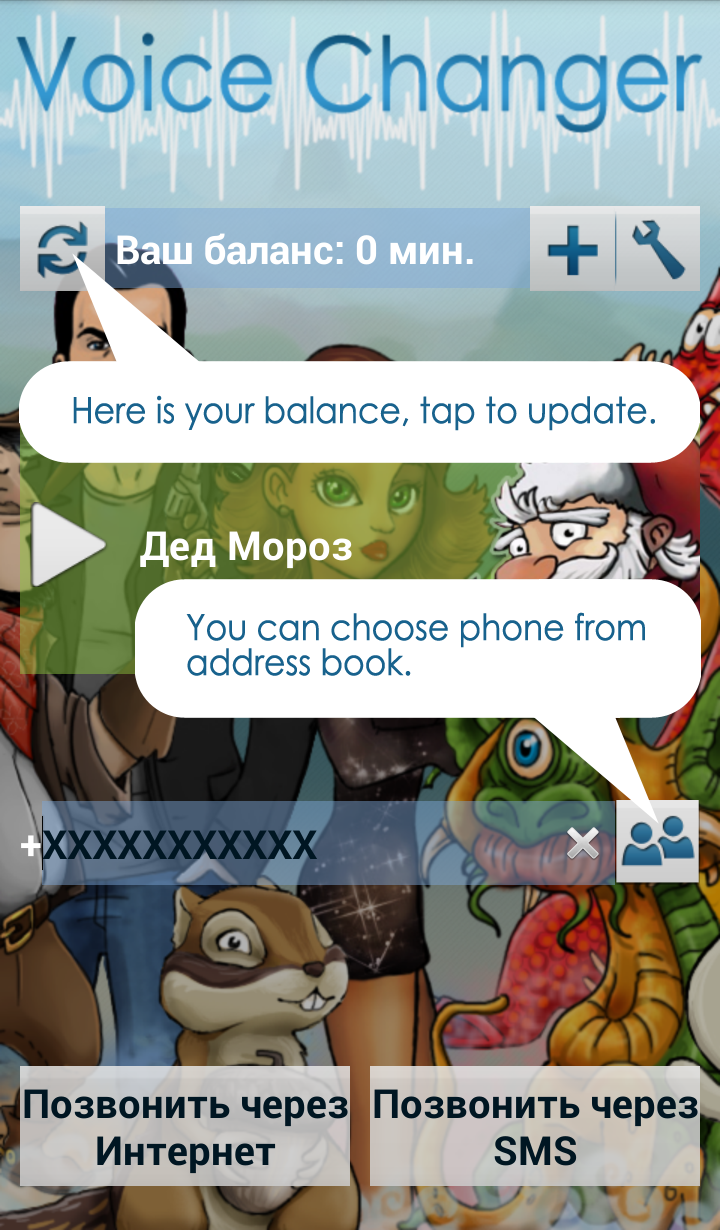 Voice Changer
Ваш баланс: 0 мин.
Here is your balance, tap to update.
Дед Мороз
You can choose phone from
address book.
+XXXXXXXXXXX
Позвонить через
Интернет
Позвонить через
SMS